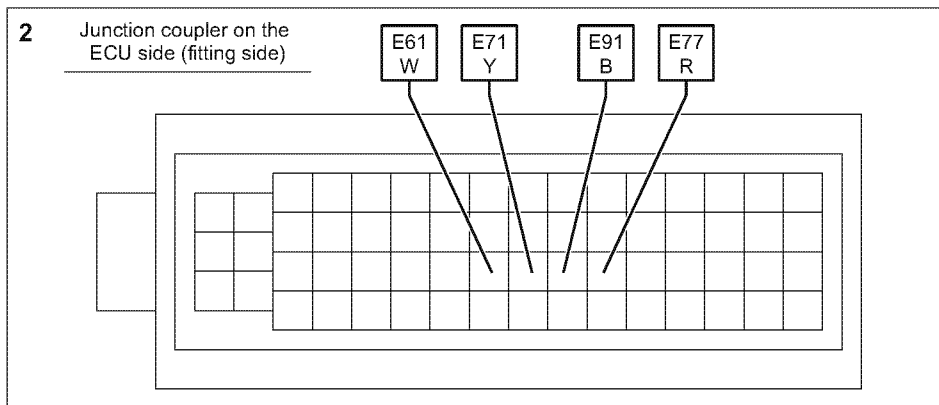 2
Junction coupler on the
ECU side (fitting side)
E61
W
E71
Y
E91
B
E77
R